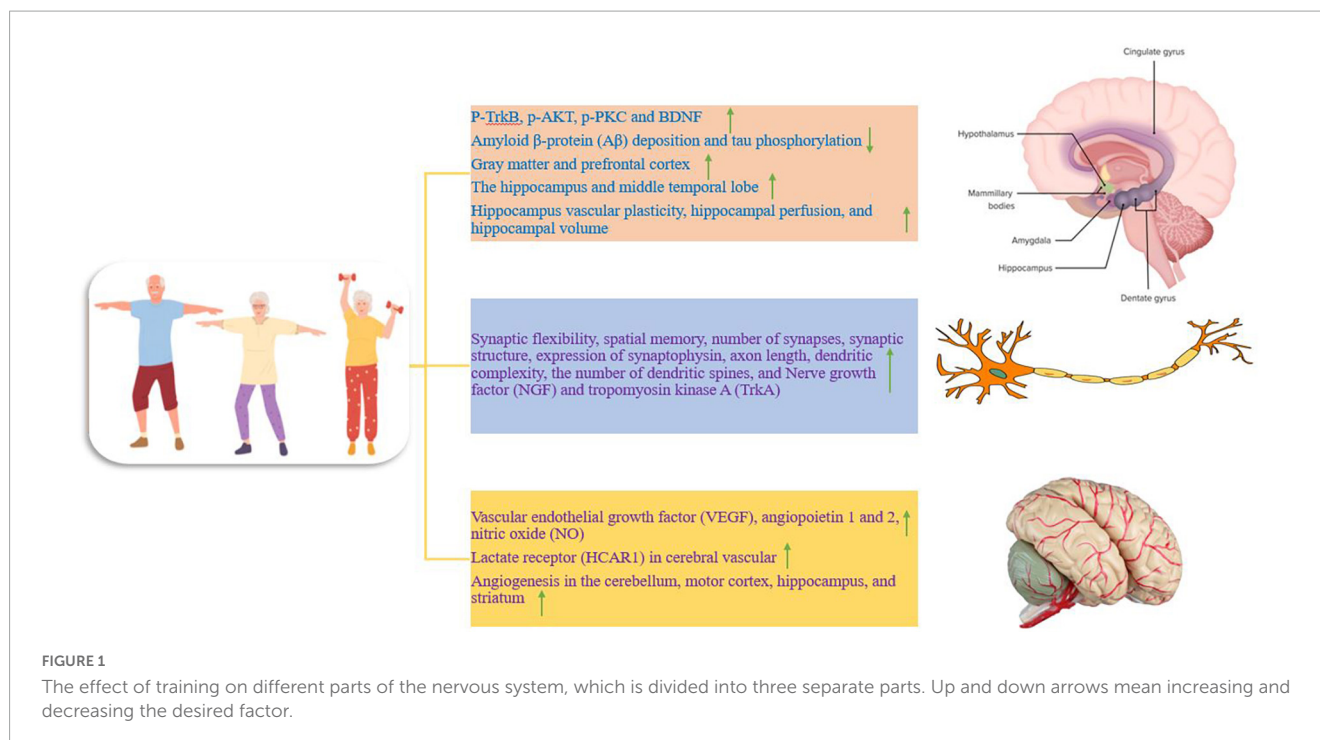 P-TrkB, p-AKT, p-PKC and BDNF
Amyloid β-protein (Aβ) deposition and tau phosphorylation
Gray matter and prefrontal cortex
The hippocampus and middle temporal lobe
Hippocampus vascular plasticity, hippocampal perfusion, and
hippocampal volume
Synaptic flexibility, spatial memory, number of synapses, synaptic
structure, expression of synaptophysin, axon length, dendritic
complexity, the number of dendritic spines, and Nerve growth
factor (NGF) and tropomyosin kinase A (TrkA)
Vascular endothelial growth factor (VEGF), angiopoietin 1 and 2,
nitric oxide (NO)
Lactate receptor (HCAR1) in cerebral vascular
Angiogenesis in the cerebellum, motor cortex, hippocampus, and
striatum
Cingulate gyrus
Hypothalamus
Mammillary
bodies
Amygdala
Hippocampus
Dentate gyrus
FIGURE 1
The effect of training on different parts of the nervous system, which is divided into three separate parts. Up and down arrows mean increasing and
decreasing the desired factor.